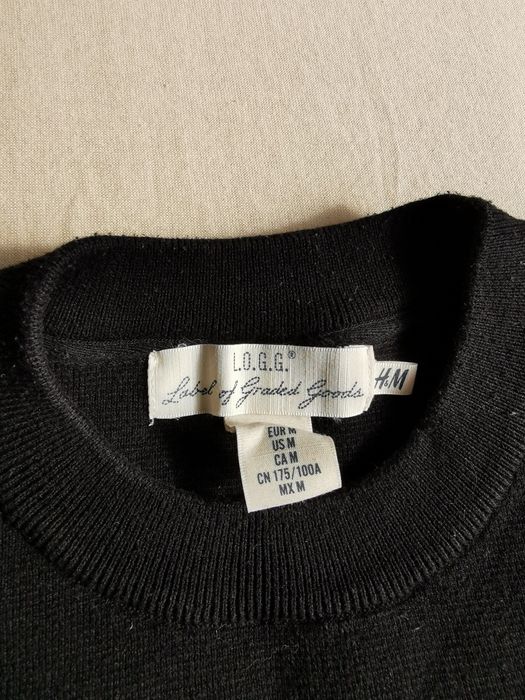 L.O.G.G.®
Label of Graded Goods
H&M
EUR M
US M
CA M
CN 175/100A
MX M